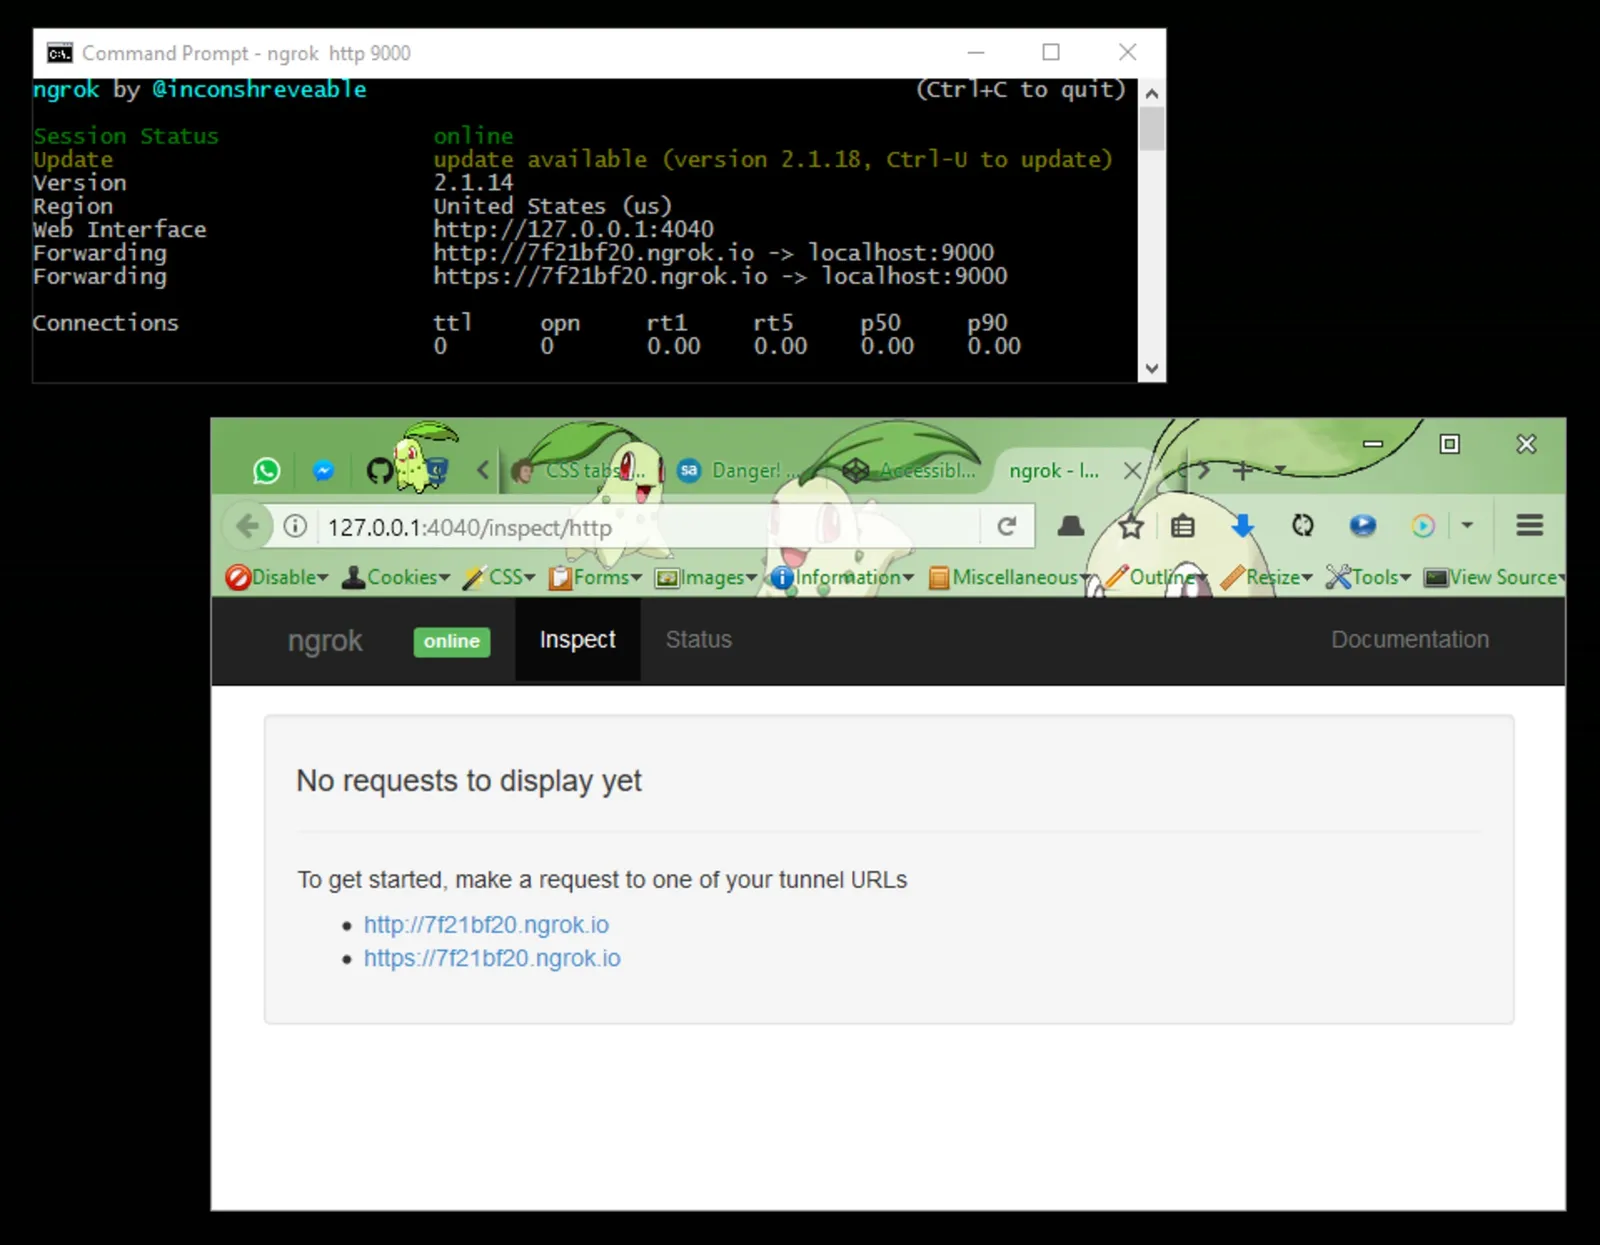 Command Prompt - ngrok  http 9000
ngrok by @inconshreveable (Ctrl+C to quit)
Session Status online
Update update available (version 2.1.18, Ctrl-U to update)
Version 2.1.14
Region United States (us)
Web Interface http://127.0.0.1:4040
Forwarding http://7f21bf20.ngrok.io -> localhost:9000
Forwarding https://7f21bf20.ngrok.io -> localhost:9000
Connections ttl opn rt1 rt5 p50 p90
0 0 0.00 0.00 0.00 0.00
CSS tabs... sa Danger! ... Accessibl... ngrok - I...
127.0.0.1:4040/inspect/http
Disable Cookies CSS Forms Images Information Miscellaneous Outline Resize Tools View Source
ngrok online Inspect Status Documentation
No requests to display yet
To get started, make a request to one of your tunnel URLs
http://7f21bf20.ngrok.io
https://7f21bf20.ngrok.io